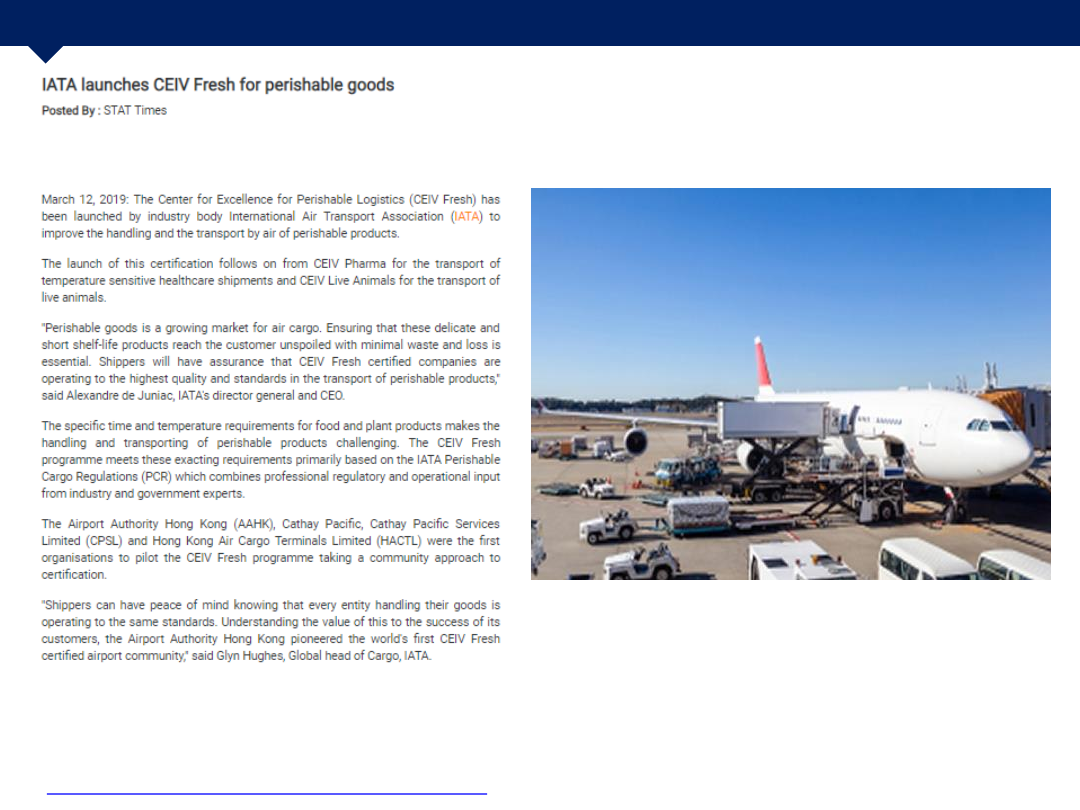 IATA launches CEIV Fresh for perishable goods
Posted By : STAT Times
March 12, 2019: The Center for Excellence for Perishable Logistics (CEIV Fresh) has
been launched by industry body International Air Transport Association (IATA) to
improve the handling and the transport by air of perishable products.
The launch of this certification follows on from CEIV Pharma for the transport of
temperature sensitive healthcare shipments and CEIV Live Animals for the transport of
live animals.
"Perishable goods is a growing market for air cargo. Ensuring that these delicate and
short shelf-life products reach the customer unspoiled with minimal waste and loss is
essential. Shippers will have assurance that CEIV Fresh certified companies are
operating to the highest quality and standards in the transport of perishable products,"
said Alexandre de Juniac, IATA's director general and CEO.
The specific time and temperature requirements for food and plant products makes the
handling and transporting of perishable products challenging. The CEIV Fresh
programme meets these exacting requirements primarily based on the IATA Perishable
Cargo Regulations (PCR) which combines professional regulatory and operational input
from industry and government experts.
The Airport Authority Hong Kong (AAHK), Cathay Pacific, Cathay Pacific Services
Limited (CPSL) and Hong Kong Air Cargo Terminals Limited (HACTL) were the first
organisations to pilot the CEIV Fresh programme taking a community approach to
certification.
"Shippers can have peace of mind knowing that every entity handling their goods is
operating to the same standards. Understanding the value of this to the success of its
customers, the Airport Authority Hong Kong pioneered the world's first CEIV Fresh
certified airport community," said Glyn Hughes, Global head of Cargo, IATA.